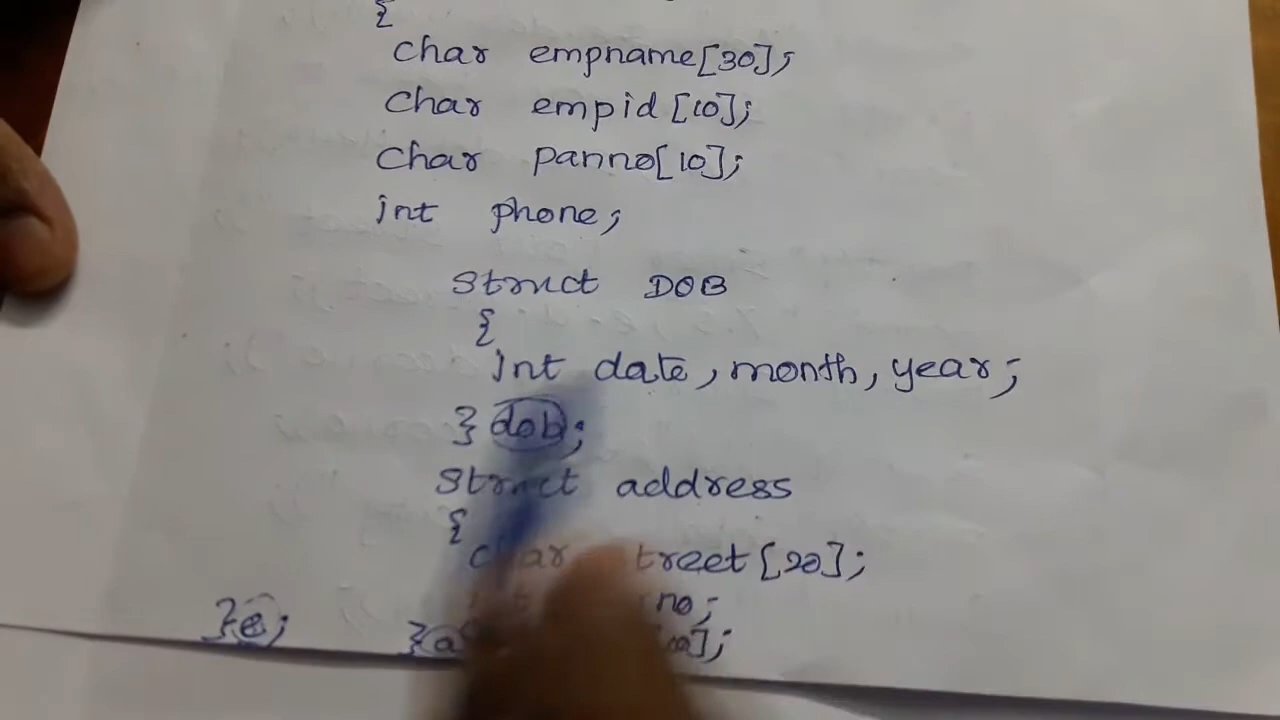 {
char empname[30];
char empid[10];
char panno[10];
int phone;
struct DOB
{
int date, month, year;
} dob;
struct address
{
char treet[20];
no;
}e; }a ];